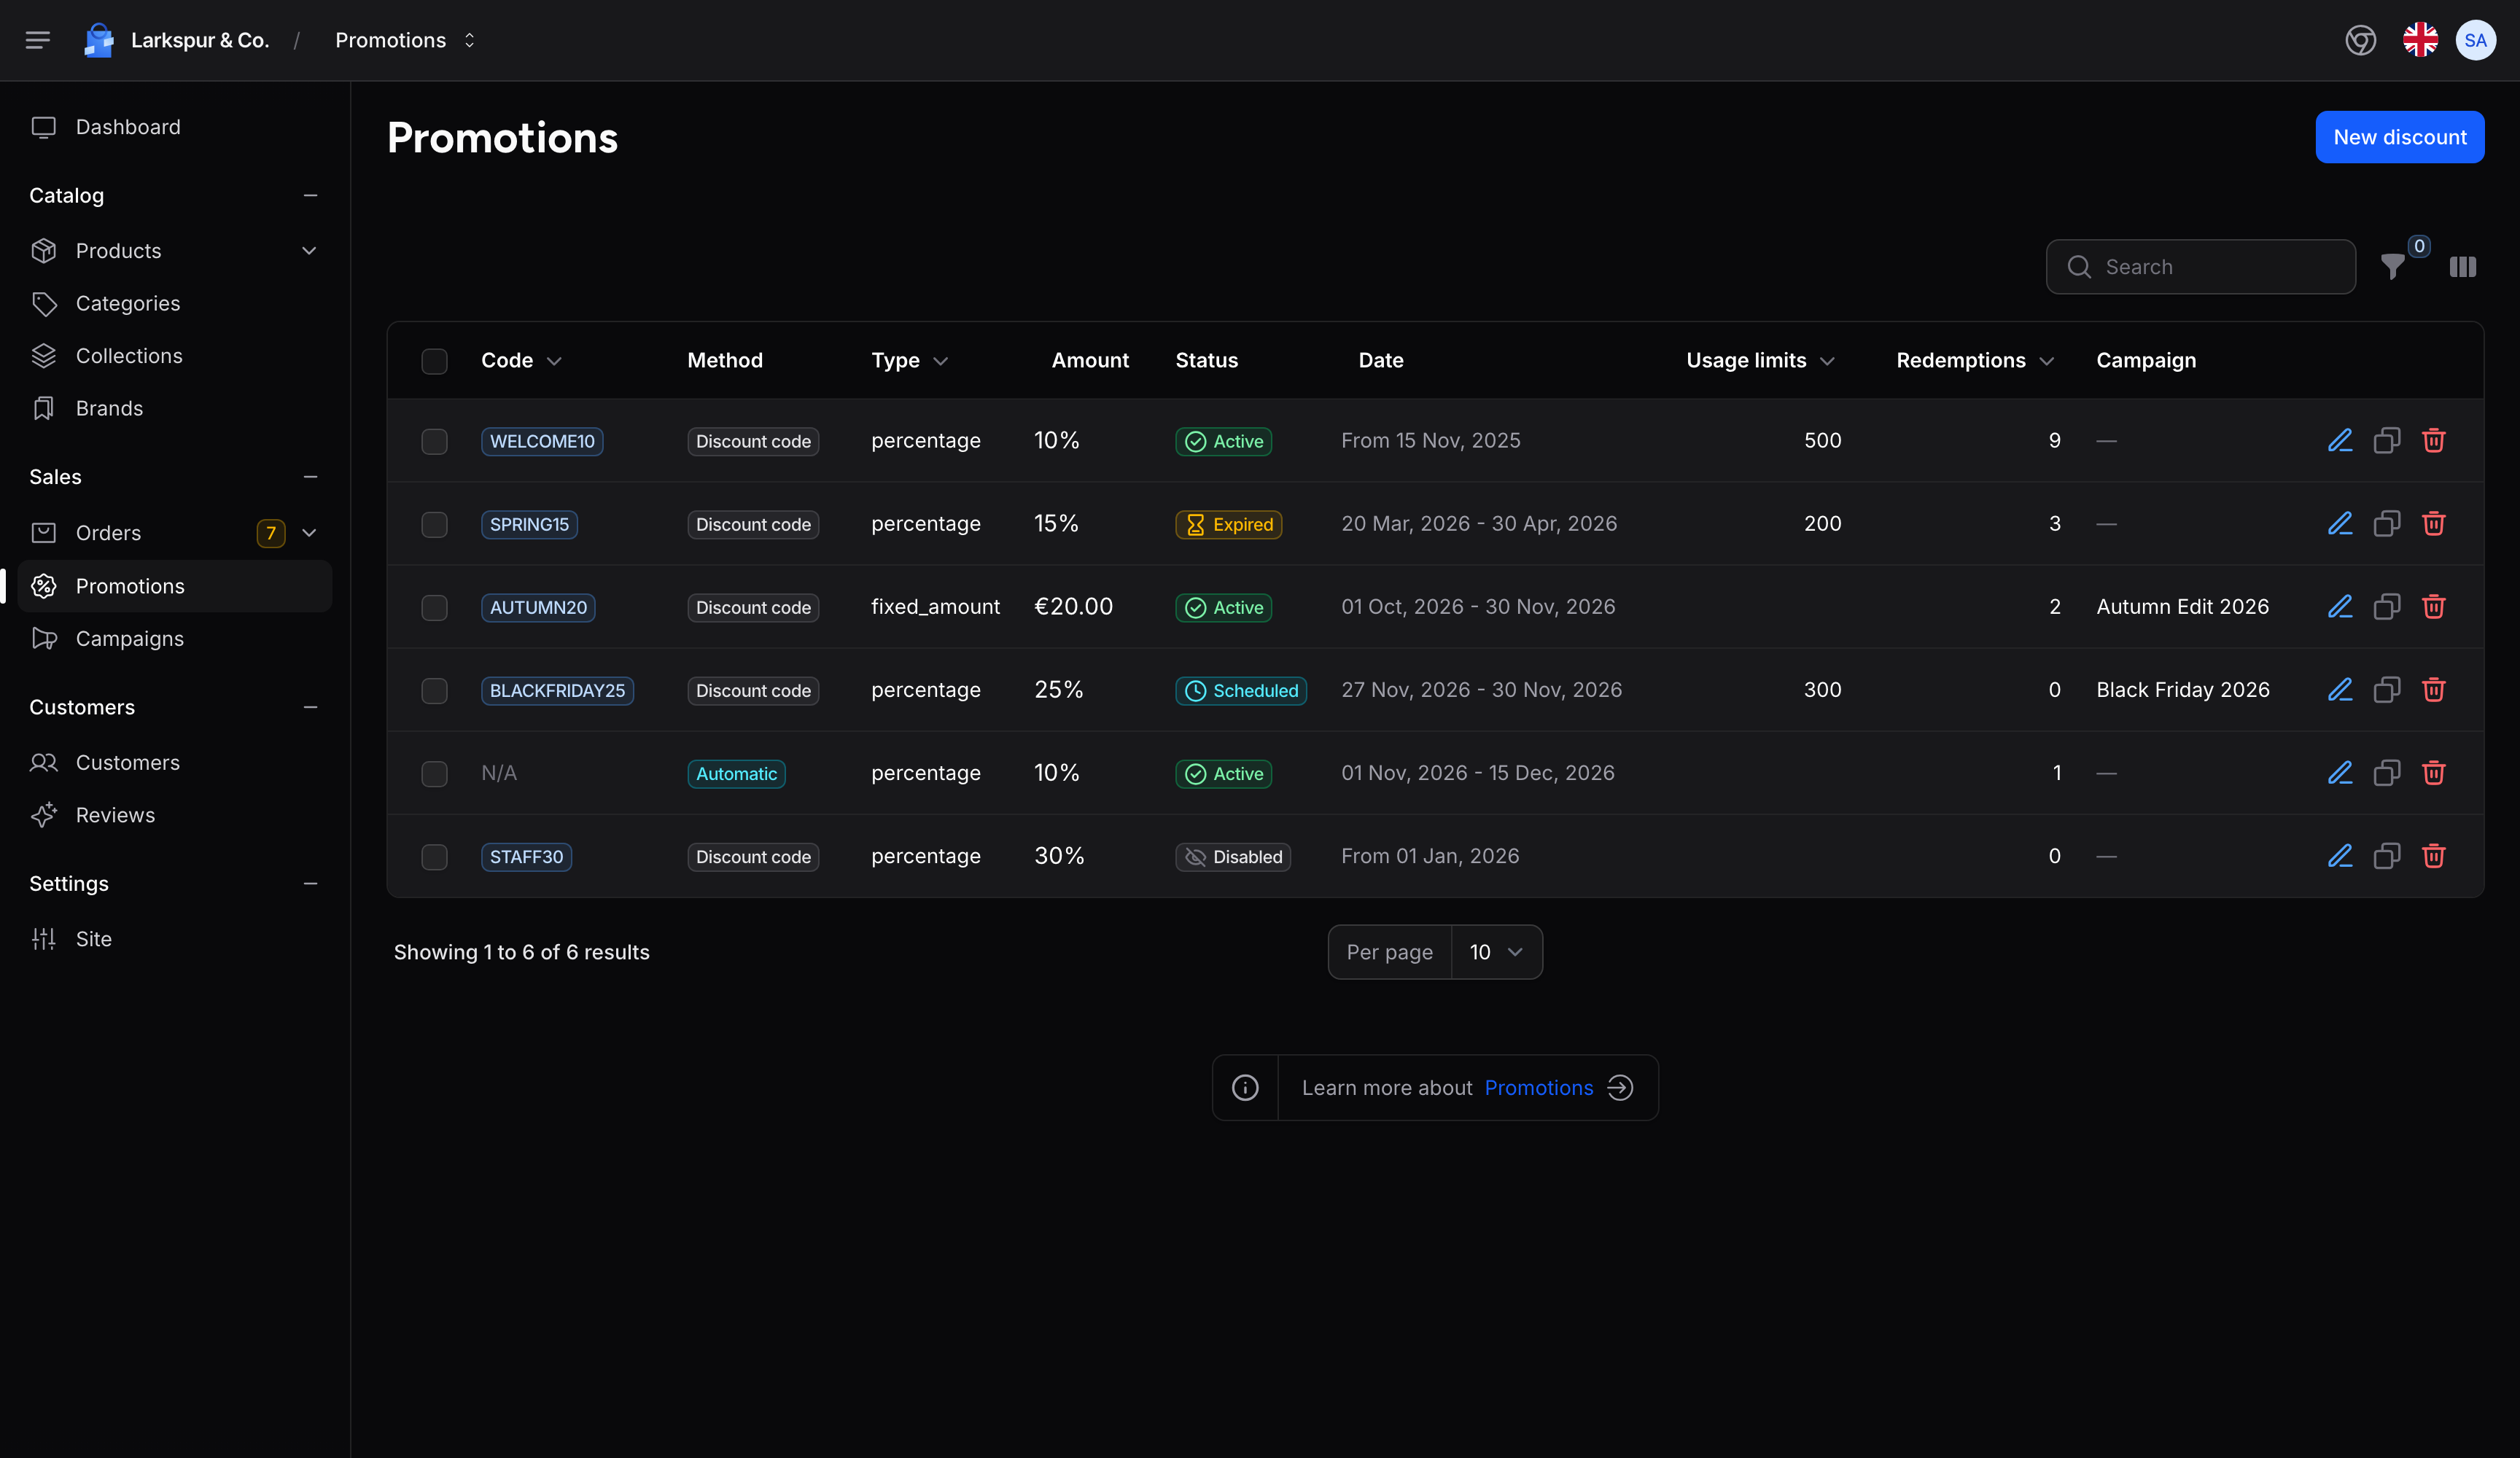 Larkspur & Co. / Promotions
SA
Dashboard
Catalog
Products
Categories
Collections
Brands
Sales
Orders 7
Promotions
Campaigns
Customers
Customers
Reviews
Settings
Site
Promotions
New discount
Search
0
Code Method Type Amount Status Date Usage limits Redemptions Campaign
WELCOME10 Discount code percentage 10% Active From 15 Nov, 2025 500 9 —
SPRING15 Discount code percentage 15% Expired 20 Mar, 2026 - 30 Apr, 2026 200 3 —
AUTUMN20 Discount code fixed_amount €20.00 Active 01 Oct, 2026 - 30 Nov, 2026 2 Autumn Edit 2026
BLACKFRIDAY25 Discount code percentage 25% Scheduled 27 Nov, 2026 - 30 Nov, 2026 300 0 Black Friday 2026
N/A Automatic percentage 10% Active 01 Nov, 2026 - 15 Dec, 2026 1 —
STAFF30 Discount code percentage 30% Disabled From 01 Jan, 2026 0 —
Showing 1 to 6 of 6 results
Per page 10
Learn more about Promotions